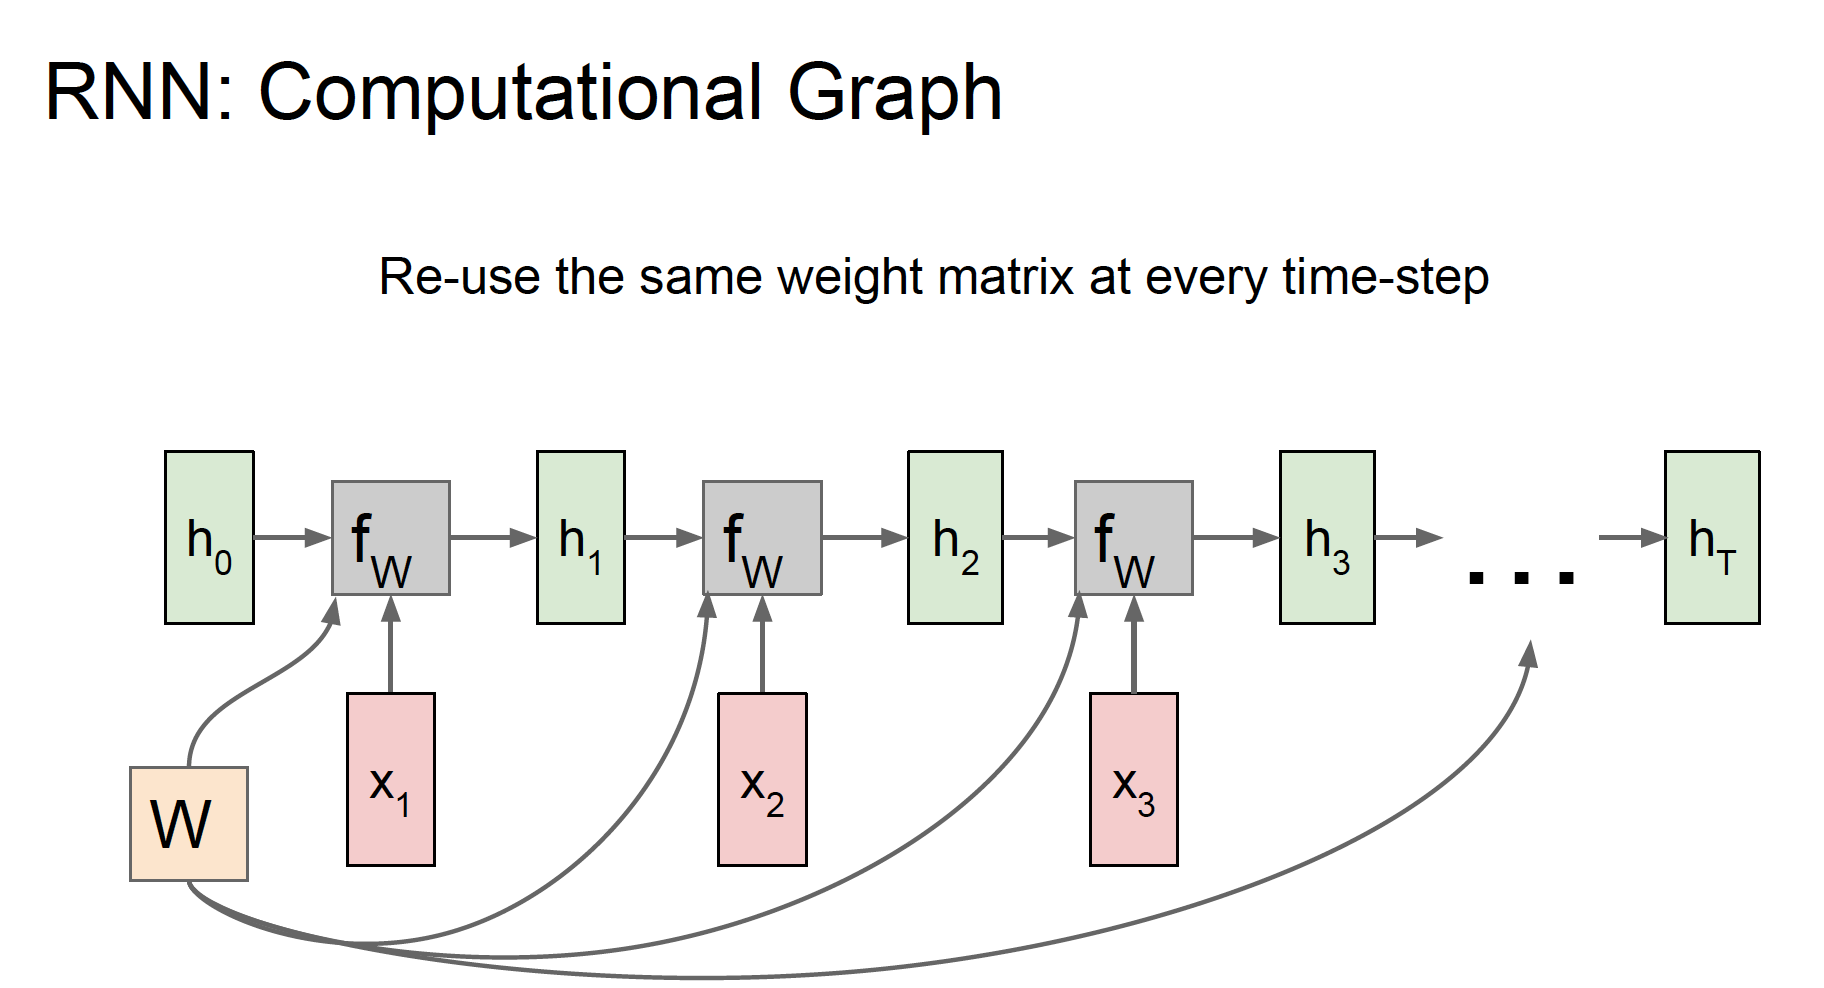 RNN: Computational Graph
Re-use the same weight matrix at every time-step
h0 fW h1 fW h2 fW h3 ... hT
x1 x2 x3
W